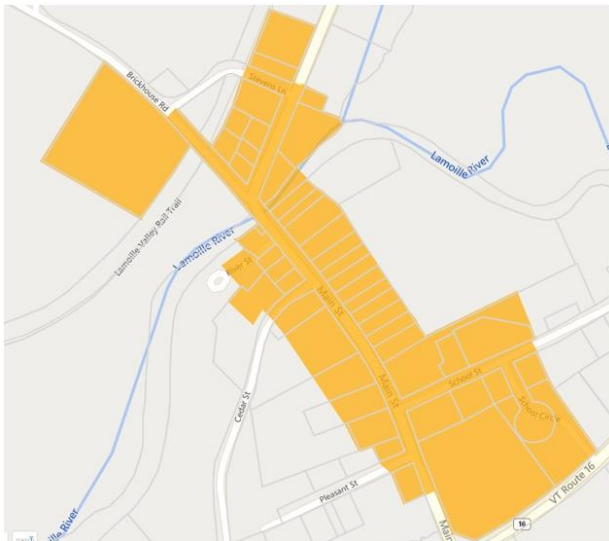 Stevens Ln
Brickhouse Rd
Lamoille River
Lamoille Valley Rail Trail
Lamoille River
River St
Main St
Main St
School St
School Circle
Cedar St
Pleasant St
VT Route 16
16
Main
Lamoille River